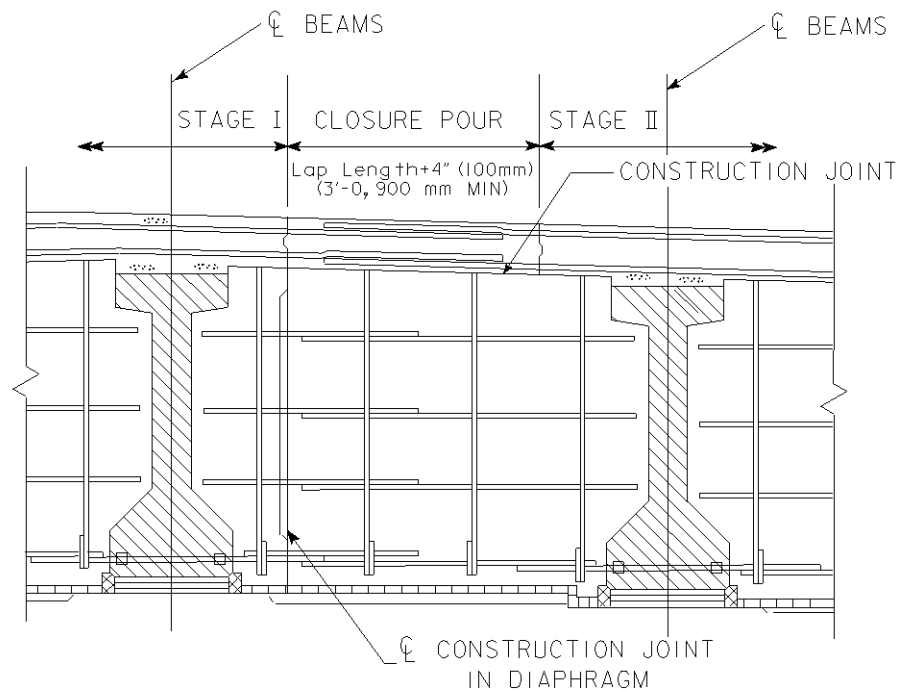 ℄ BEAMS
℄ BEAMS
STAGE I
CLOSURE POUR
STAGE II
Lap Length+4" (100mm)
(3'-0, 900 mm MIN)
CONSTRUCTION JOINT
℄ CONSTRUCTION JOINT
IN DIAPHRAGM